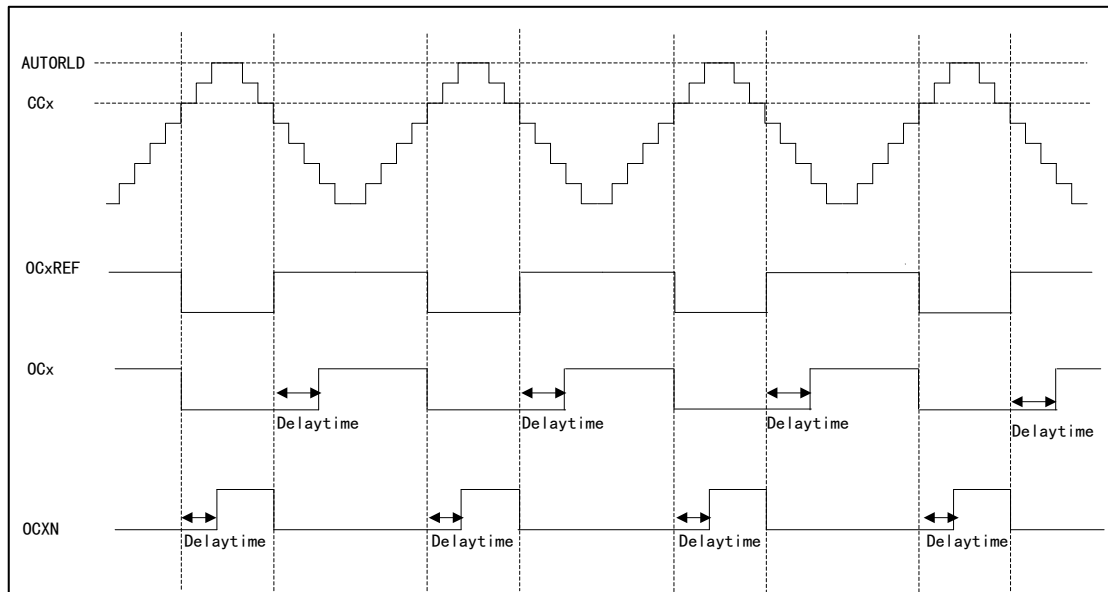 AUTORLD
CCx
OCxREF
OCx
Delaytime
Delaytime
Delaytime
Delaytime
OCXN
Delaytime
Delaytime
Delaytime
Delaytime